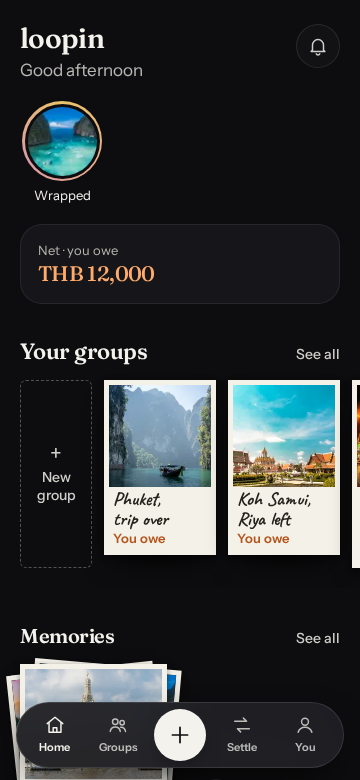 loopin
Good afternoon
Wrapped
Net · you owe
THB 12,000
Your groups
See all
+
New
group
Phuket,
trip over
You owe
Koh Samui,
Riya left
You owe
Memories
See all
Home
Groups
Settle
You